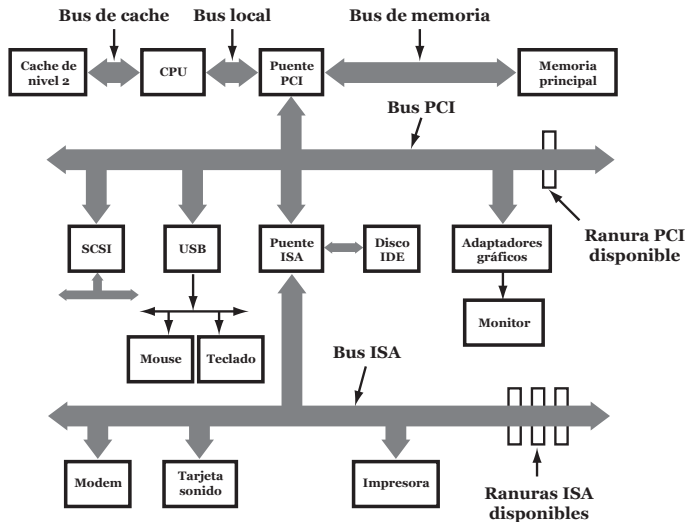 Bus de cache
Bus local
Bus de memoria
Cache de
nivel 2
CPU
Puente
PCI
Memoria
principal
Bus PCI
SCSI
USB
Puente
ISA
Disco
IDE
Adaptadores
gráficos
Ranura PCI
disponible
Monitor
Mouse
Teclado
Bus ISA
Modem
Tarjeta
sonido
Impresora
Ranuras ISA
disponibles